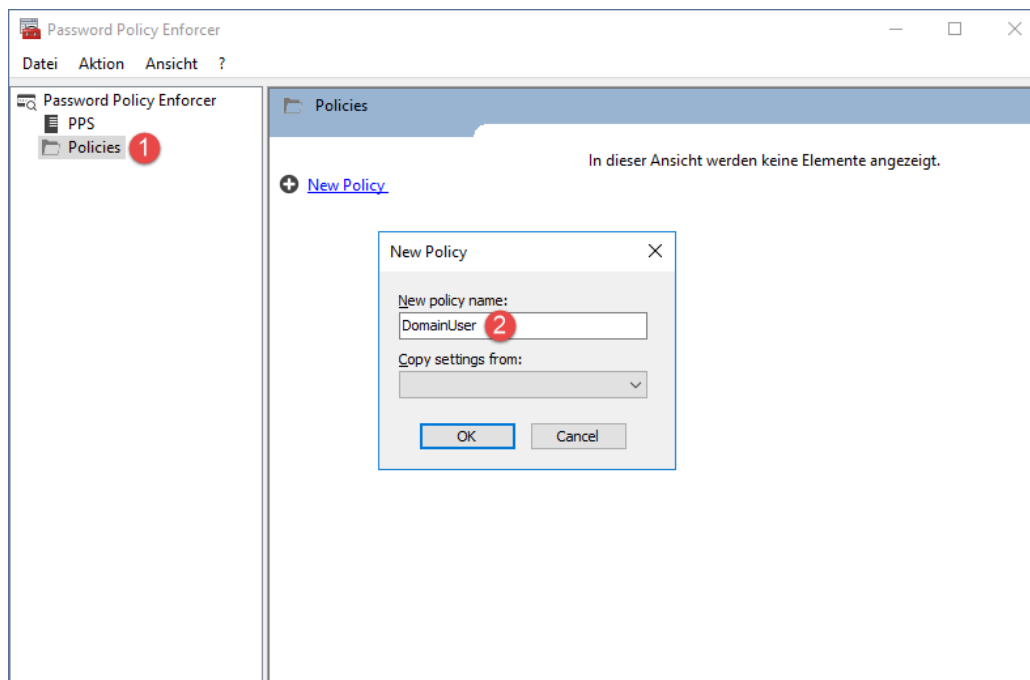 Password Policy Enforcer
Datei Aktion Ansicht ?
Password Policy Enforcer
PPS
Policies 1
Policies
In dieser Ansicht werden keine Elemente angezeigt.
New Policy
New Policy
New policy name:
DomainUser 2
Copy settings from:
OK Cancel